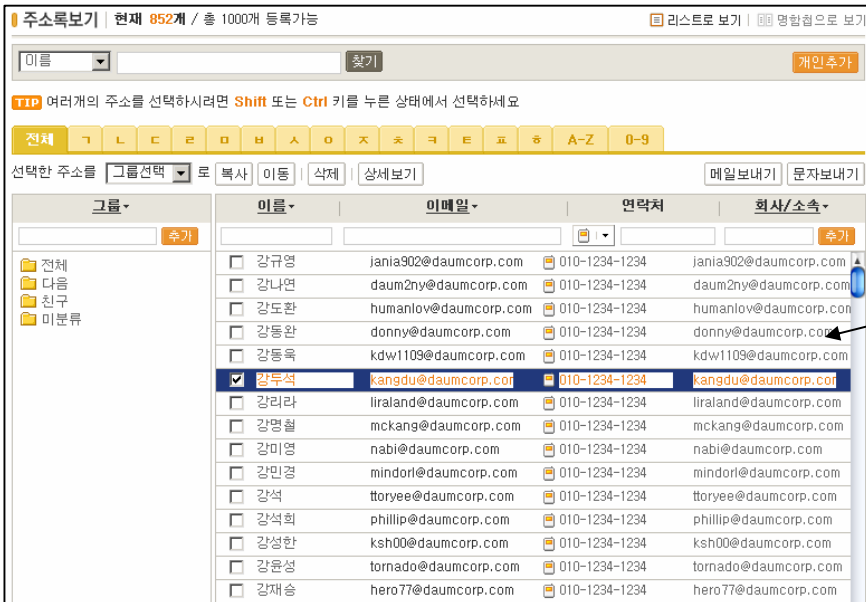 주소록보기 | 현재 852개 / 총 1000개 등록가능 리스트로 보기 | 명함첩으로 보기
이름 찾기 개인추가
TIP 여러개의 주소를 선택하시려면 Shift 또는 Ctrl 키를 누른 상태에서 선택하세요
전체 ㄱ ㄴ ㄷ ㄹ ㅁ ㅂ ㅅ ㅇ ㅈ ㅊ ㅋ ㅌ ㅍ ㅎ A-Z 0-9
선택한 주소를 그룹선택 로 복사 이동 | 삭제 | 상세보기 메일보내기 문자보내기
그룹 이름 이메일 연락처 회사/소속
추가 추가
전체
다음
친구
미분류
강규영 jania902@daumcorp.com 010-1234-1234 jania902@daumcorp.com
강나연 daum2ny@daumcorp.com 010-1234-1234 daum2ny@daumcorp.com
강도환 humanlov@daumcorp.com 010-1234-1234 humanlov@daumcorp.con
강동완 donny@daumcorp.com 010-1234-1234 donny@daumcorp.com
강동욱 kdw1109@daumcorp.com 010-1234-1234 kdw1109@daumcorp.com
강두석 kangdu@daumcorp.cor 010-1234-1234 kangdu@daumcorp.cor
강리라 liraland@daumcorp.com 010-1234-1234 liraland@daumcorp.com
강명철 mckang@daumcorp.com 010-1234-1234 mckang@daumcorp.com
강미영 nabi@daumcorp.com 010-1234-1234 nabi@daumcorp.com
강민경 mindorl@daumcorp.com 010-1234-1234 mindorl@daumcorp.com
강석 ttoryee@daumcorp.com 010-1234-1234 ttoryee@daumcorp.com
강석희 phillip@daumcorp.com 010-1234-1234 phillip@daumcorp.com
강성한 ksh00@daumcorp.com 010-1234-1234 ksh00@daumcorp.com
강윤성 tornado@daumcorp.com 010-1234-1234 tornado@daumcorp.com
강재승 hero77@daumcorp.com 010-1234-1234 hero77@daumcorp.com